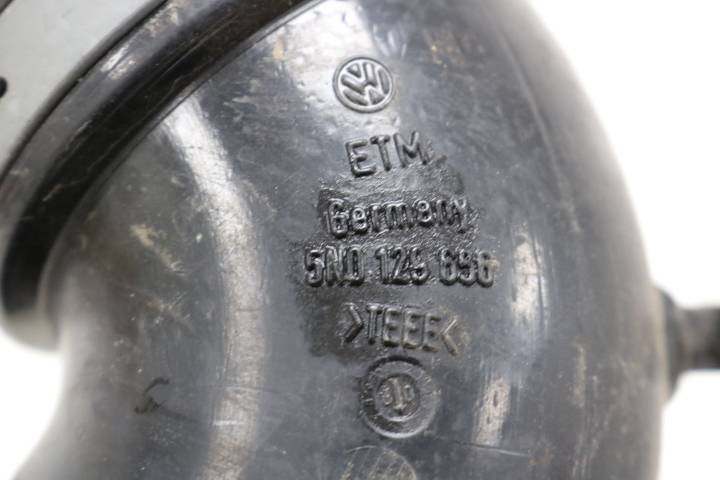 ETM
Germany
5N0 129 656
>TEEE<